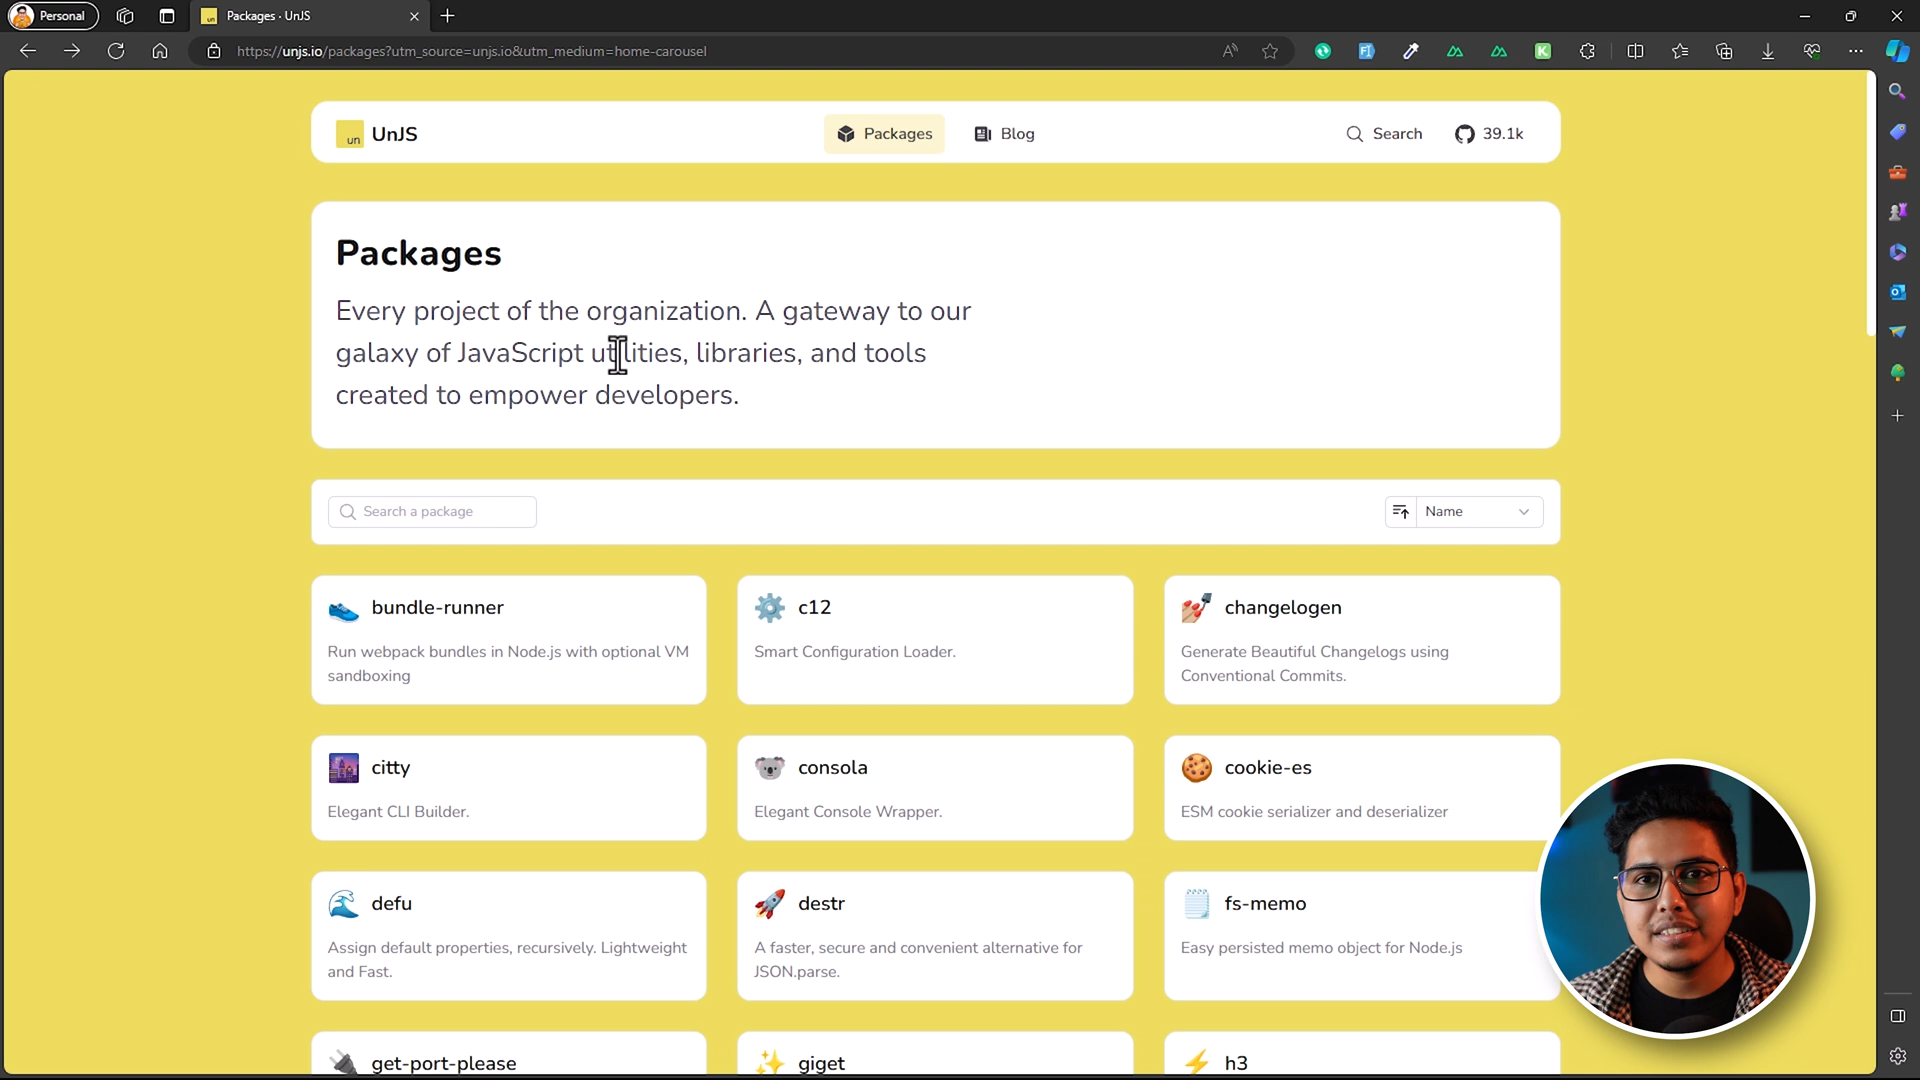 Personal
Packages · UnJS
https://unjs.io/packages?utm_source=unjs.io&utm_medium=home-carousel
un UnJS
Packages
Blog
Search
39.1k
Packages
Every project of the organization. A gateway to our
galaxy of JavaScript utilities, libraries, and tools
created to empower developers.
Search a package
Name
bundle-runner
Run webpack bundles in Node.js with optional VM
sandboxing
c12
Smart Configuration Loader.
changelogen
Generate Beautiful Changelogs using
Conventional Commits.
citty
Elegant CLI Builder.
consola
Elegant Console Wrapper.
cookie-es
ESM cookie serializer and deserializer
defu
Assign default properties, recursively. Lightweight
and Fast.
destr
A faster, secure and convenient alternative for
JSON.parse.
fs-memo
Easy persisted memo object for Node.js
get-port-please
giget
h3